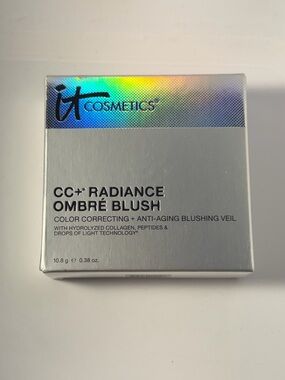 it COSMETICS®
CC+® RADIANCE
OMBRÉ BLUSH
COLOR CORRECTING + ANTI-AGING BLUSHING VEIL
WITH HYDROLYZED COLLAGEN, PEPTIDES &
DROPS OF LIGHT TECHNOLOGY®
10.8 g ℮ 0.38 oz.